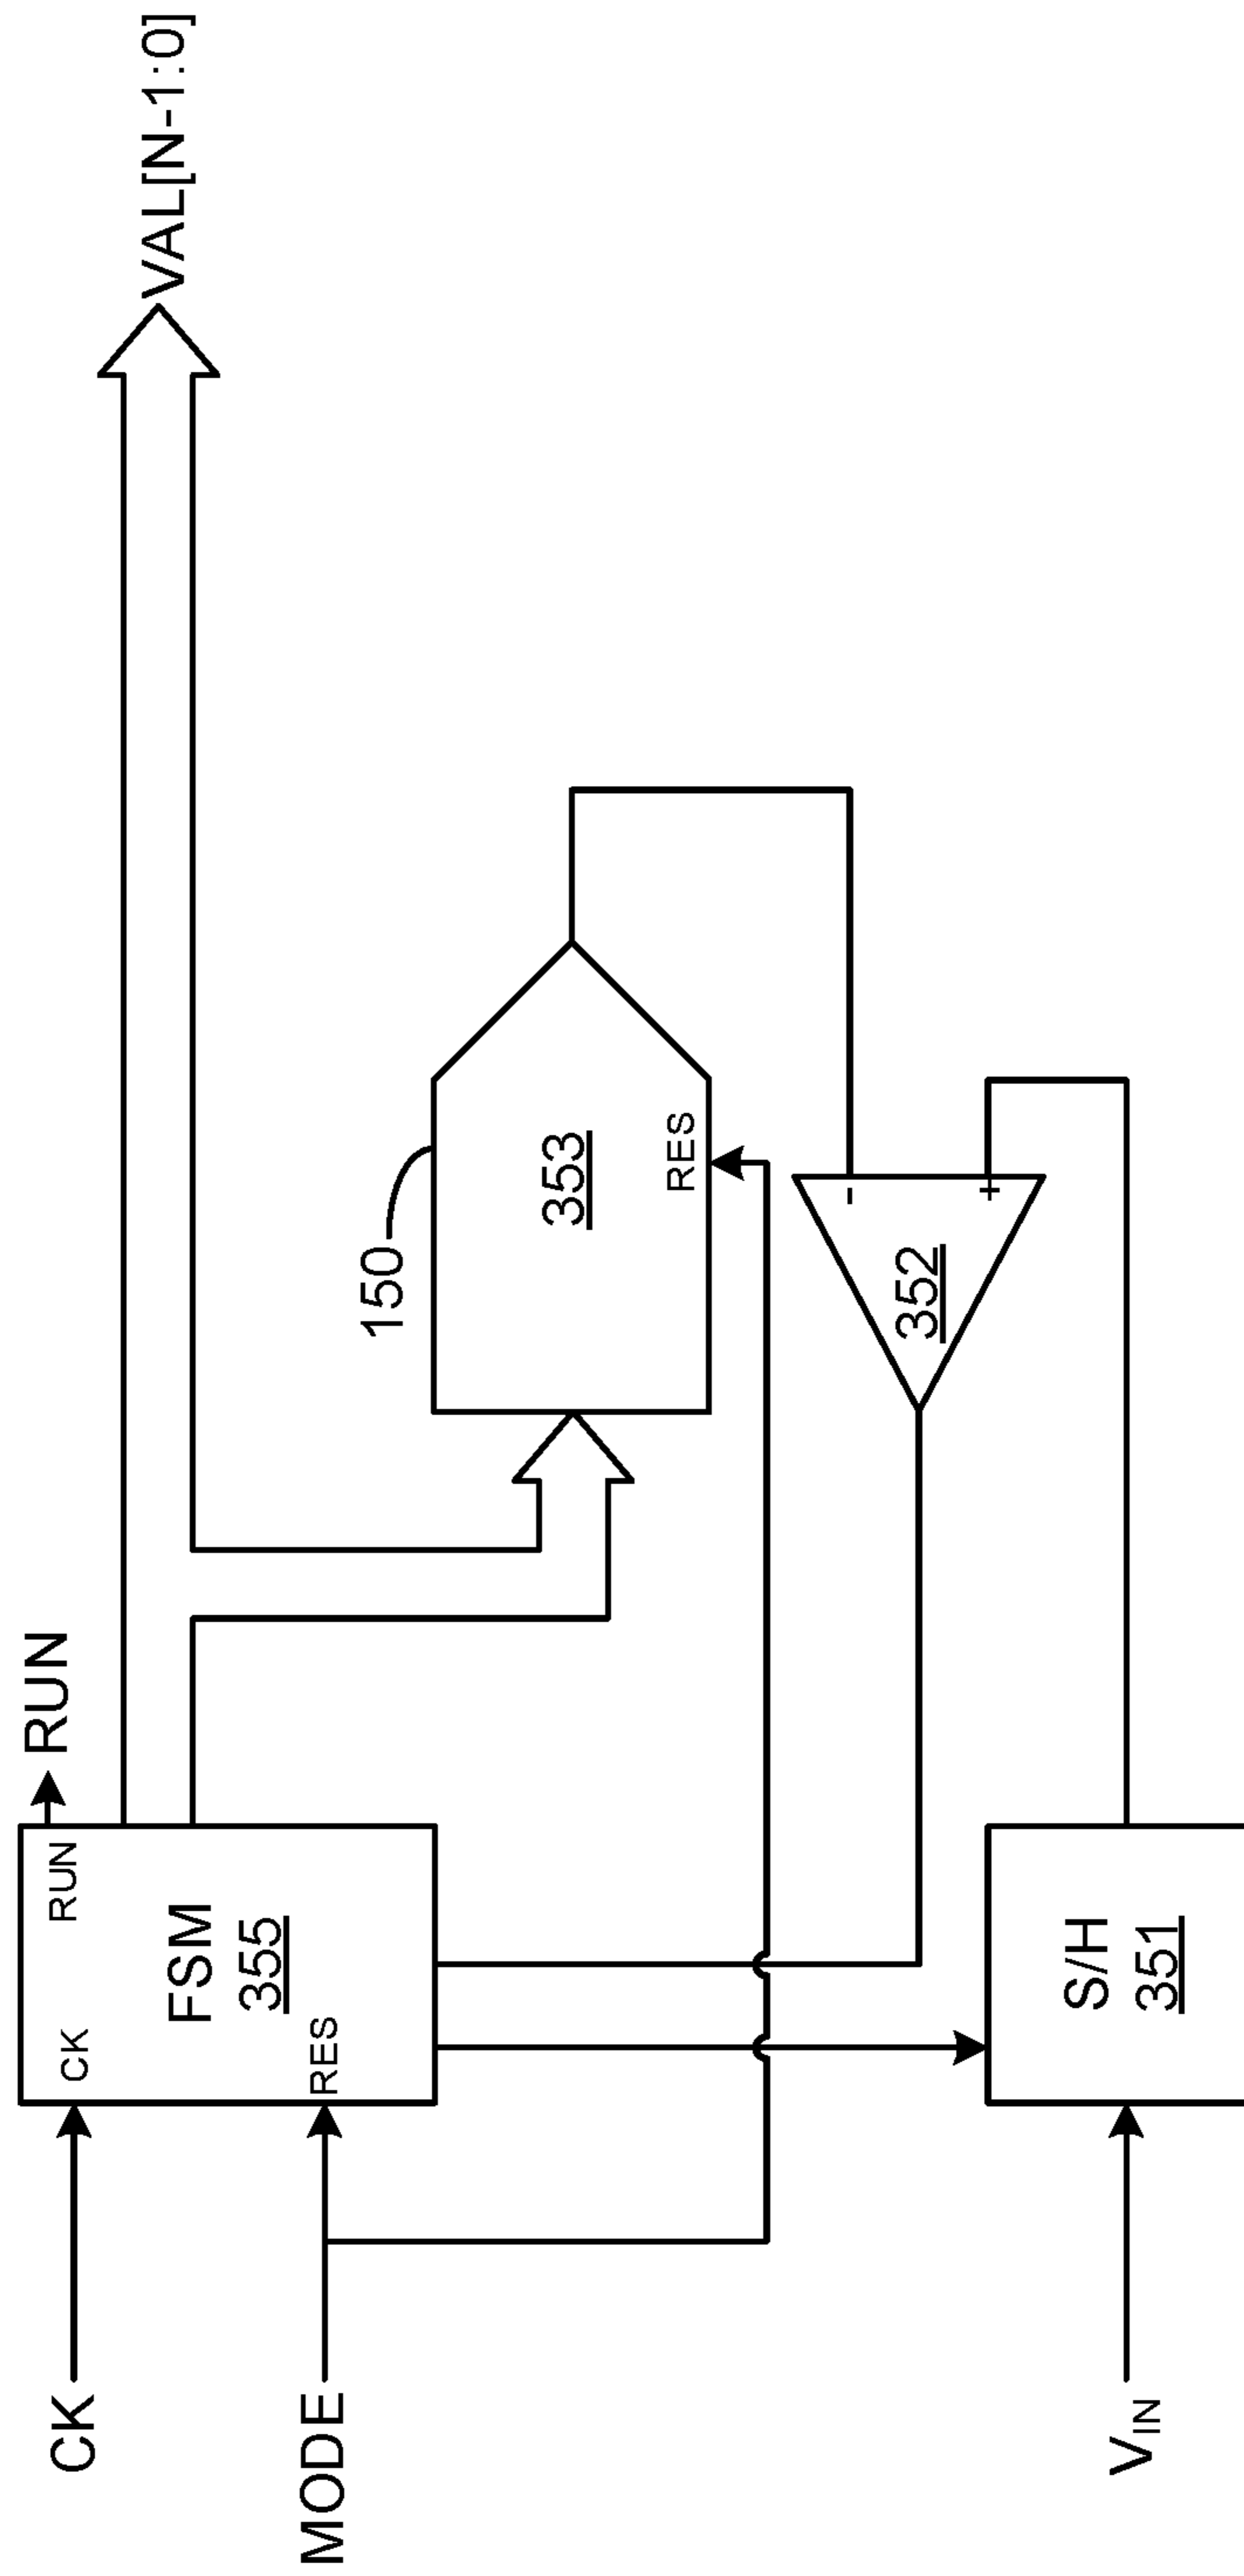 CK
MODE
V_IN
CK
RUN
FSM
355
RES
RUN
VAL[N-1:0]
150
353
RES
352
-
+
S/H
351